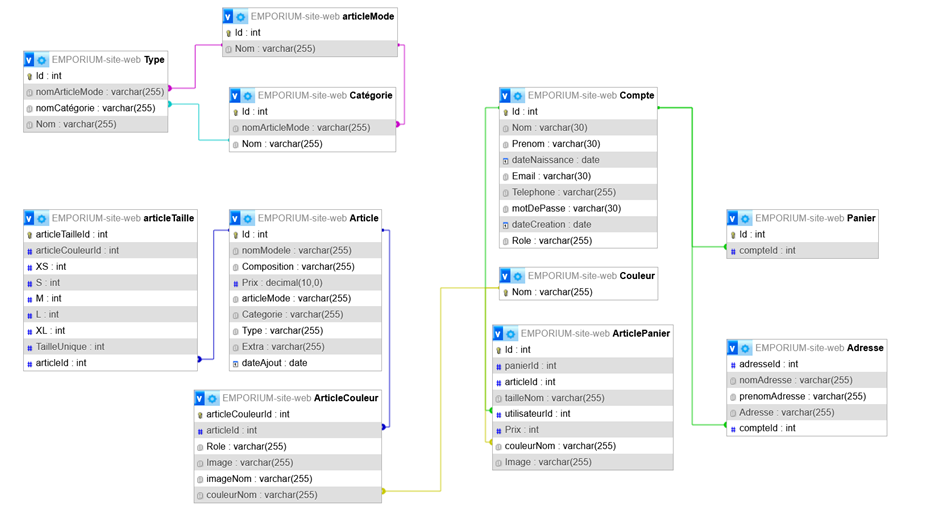 EMPORIUM-site-web articleMode
Id : int
Nom : varchar(255)
EMPORIUM-site-web Type
Id : int
nomArticleMode : varchar(255)
nomCatégorie : varchar(255)
Nom : varchar(255)
EMPORIUM-site-web Catégorie
Id : int
nomArticleMode : varchar(255)
Nom : varchar(255)
EMPORIUM-site-web Compte
Id : int
Nom : varchar(30)
Prenom : varchar(30)
dateNaissance : date
Email : varchar(30)
Telephone : varchar(255)
motDePasse : varchar(30)
dateCreation : date
Role : varchar(255)
EMPORIUM-site-web Panier
Id : int
compteId : int
EMPORIUM-site-web articleTaille
articleTailleId : int
articleCouleurId : int
XS : int
S : int
M : int
L : int
XL : int
TailleUnique : int
articleId : int
EMPORIUM-site-web Article
Id : int
nomModele : varchar(255)
Composition : varchar(255)
Prix : decimal(10,0)
articleMode : varchar(255)
Categorie : varchar(255)
Type : varchar(255)
Extra : varchar(255)
dateAjout : date
EMPORIUM-site-web Couleur
Nom : varchar(255)
EMPORIUM-site-web ArticlePanier
Id : int
panierId : int
articleId : int
tailleNom : varchar(255)
utilisateurId : int
Prix : int
couleurNom : varchar(255)
Image : varchar(255)
EMPORIUM-site-web Adresse
adresseId : int
nomAdresse : varchar(255)
prenomAdresse : varchar(255)
Adresse : varchar(255)
compteId : int
EMPORIUM-site-web ArticleCouleur
articleCouleurId : int
articleId : int
Role : varchar(255)
Image : varchar(255)
imageNom : varchar(255)
couleurNom : varchar(255)